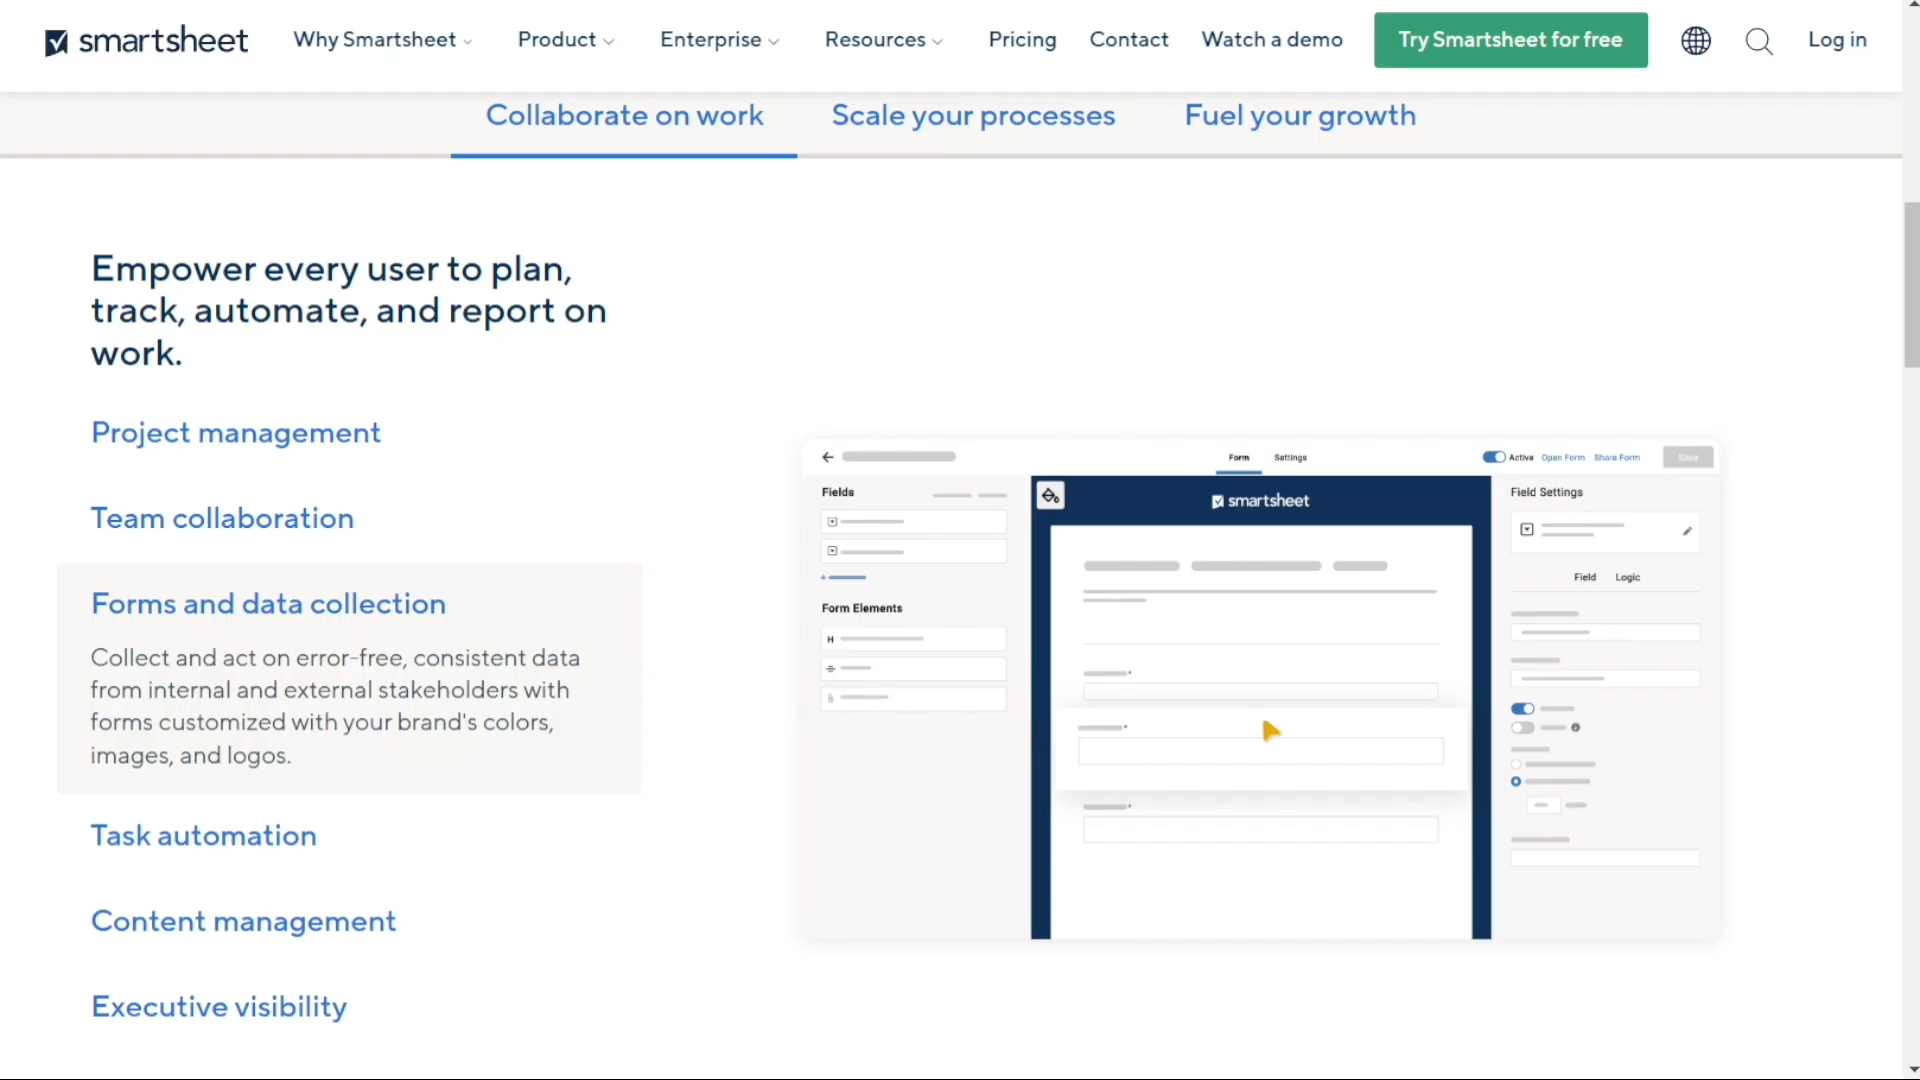 smartsheet
Why Smartsheet
Product
Enterprise
Resources
Pricing
Contact
Watch a demo
Try Smartsheet for free
Log in
Collaborate on work
Scale your processes
Fuel your growth
Empower every user to plan,
track, automate, and report on
work.
Project management
Team collaboration
Forms and data collection
Collect and act on error-free, consistent data
from internal and external stakeholders with
forms customized with your brand's colors,
images, and logos.
Task automation
Content management
Executive visibility
Form
Settings
Active
Open Form
Share Form
Save
Fields
smartsheet
Field Settings
Field
Logic
Form Elements
H